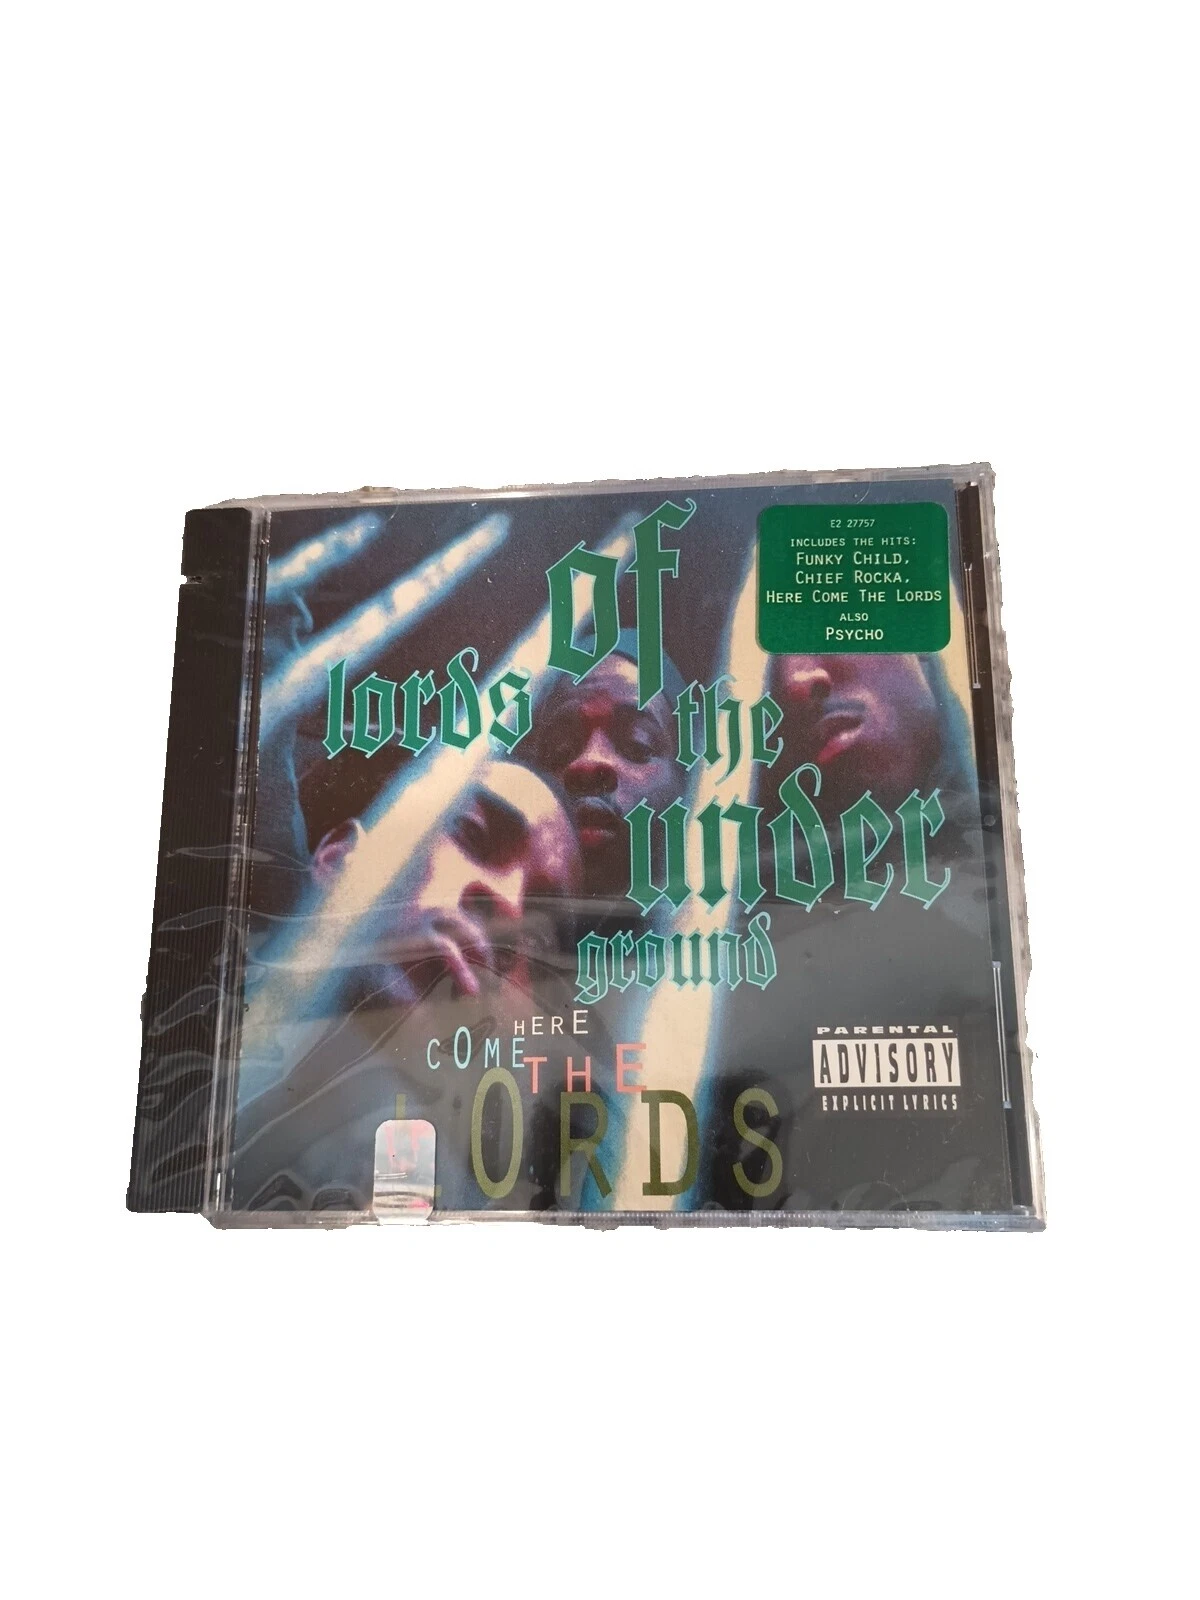 E2 27757
INCLUDES THE HITS:
FUNKY CHILD,
CHIEF ROCKA,
HERE COME THE LORDS
ALSO
PSYCHO
lords
of
the
under
ground
HERE
COME
THE
LORDS
PARENTAL
ADVISORY
EXPLICIT LYRICS